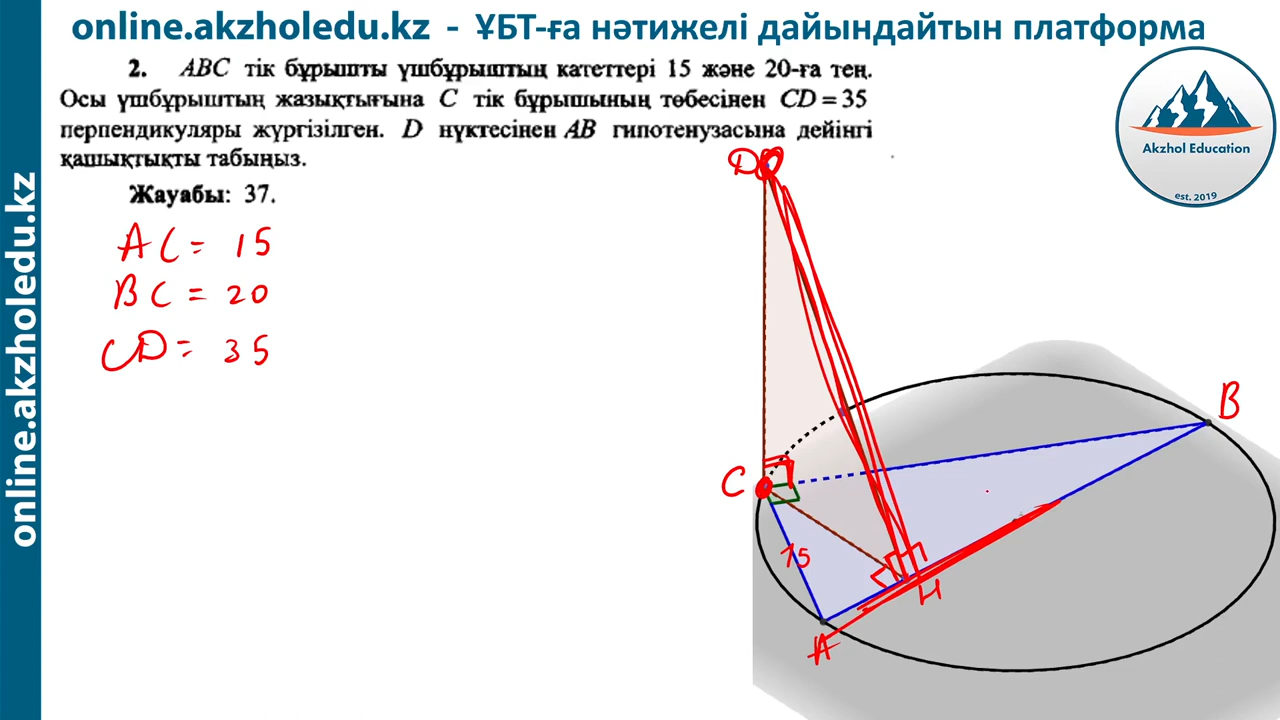 online.akzholedu.kz - ҰБТ-ға нәтижелі дайындайтын платформа
2. ABC тік бұрышты үшбұрыштың катеттері 15 және 20-ға тең.
Осы үшбұрыштың жазықтығына C тік бұрышының төбесінен CD = 35
перпендикуляры жүргізілген. D нүктесінен AB гипотенузасына дейінгі
қашықтықты табыңыз.
Жауабы: 37.
AC = 15
BC = 20
CD = 35
D
B
C
15
H
A
Akzhol Education
est. 2019
online.akzholedu.kz